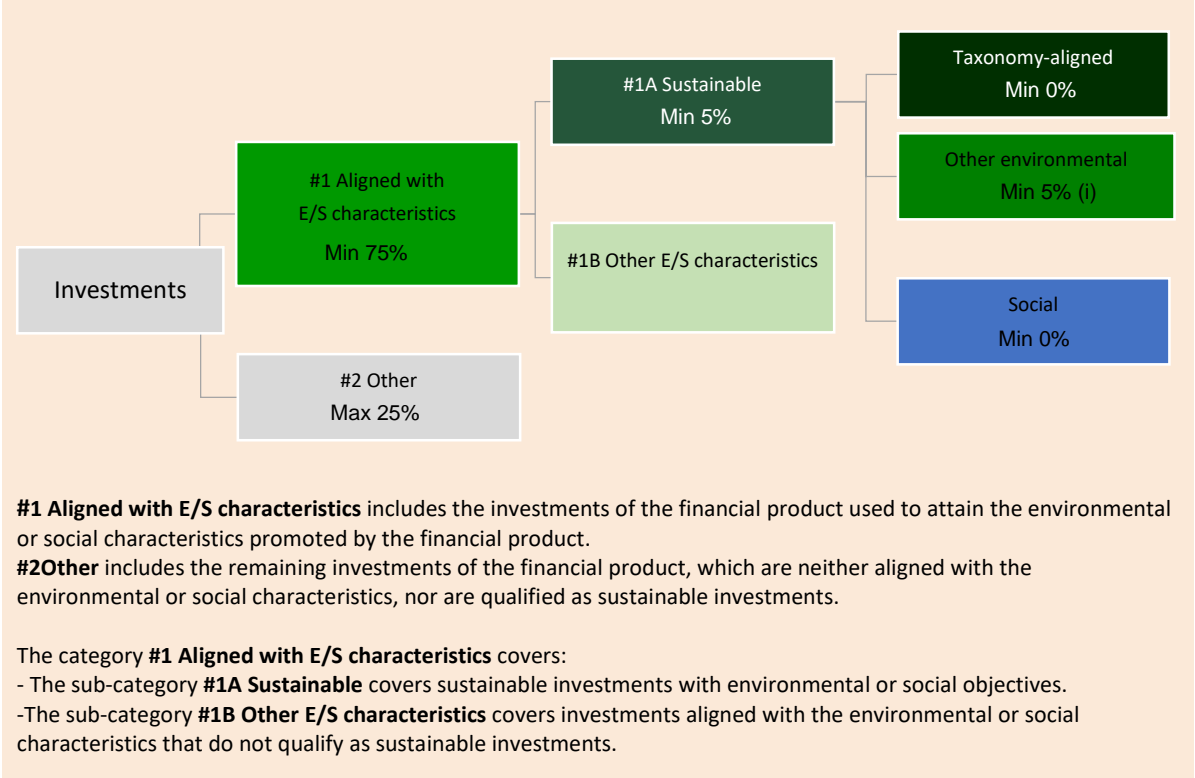 Taxonomy-aligned
Min 0%
#1A Sustainable
Min 5%
Other environmental
Min 5% (i)
#1 Aligned with
E/S characteristics
Min 75%
#1B Other E/S characteristics
Investments
Social
Min 0%
#2 Other
Max 25%
#1 Aligned with E/S characteristics includes the investments of the financial product used to attain the environmental
or social characteristics promoted by the financial product.
#2Other includes the remaining investments of the financial product, which are neither aligned with the
environmental or social characteristics, nor are qualified as sustainable investments.
The category #1 Aligned with E/S characteristics covers:
- The sub-category #1A Sustainable covers sustainable investments with environmental or social objectives.
-The sub-category #1B Other E/S characteristics covers investments aligned with the environmental or social
characteristics that do not qualify as sustainable investments.